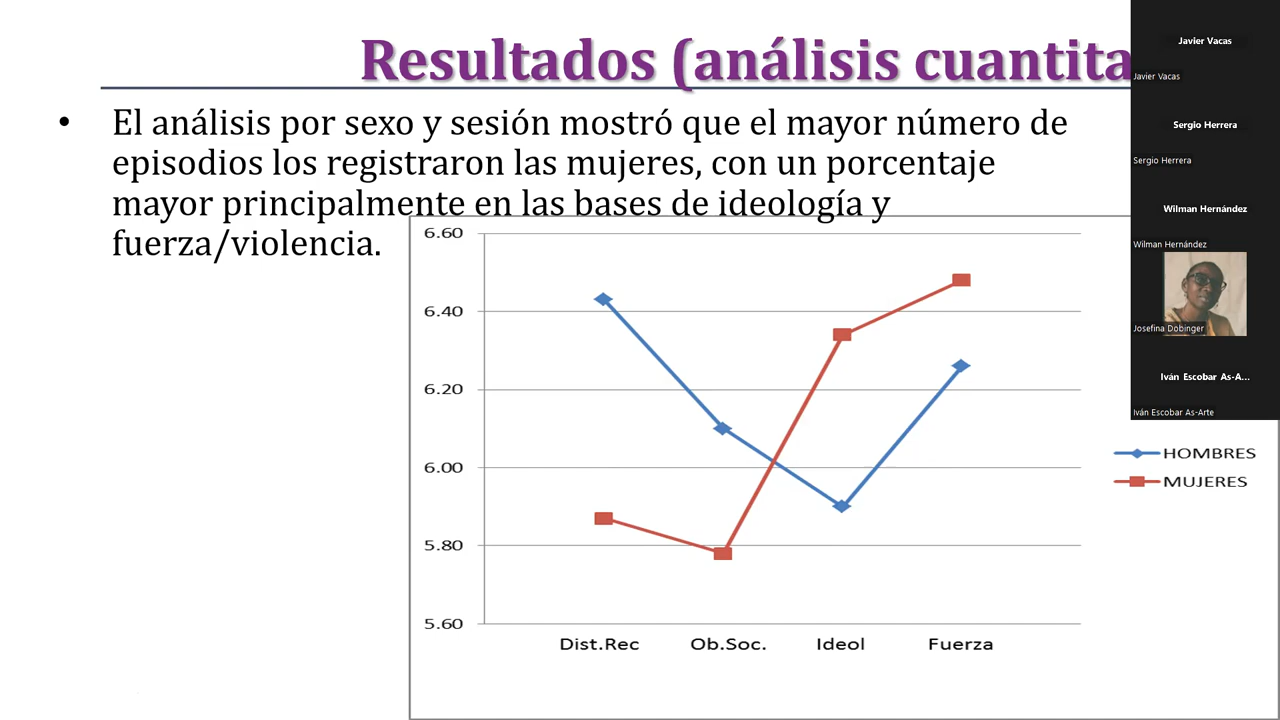 Resultados (análisis cuantita
• El análisis por sexo y sesión mostró que el mayor número de
episodios los registraron las mujeres, con un porcentaje
mayor principalmente en las bases de ideología y
fuerza/violencia.
6.60
6.40
6.20
6.00
5.80
5.60
Dist.Rec Ob.Soc. Ideol Fuerza
HOMBRES
MUJERES
Javier Vacas
Javier Vacas
Sergio Herrera
Sergio Herrera
Wilman Hernández
Wilman Hernández
Josefina Dobinger
Iván Escobar As-A...
Iván Escobar As-Arte